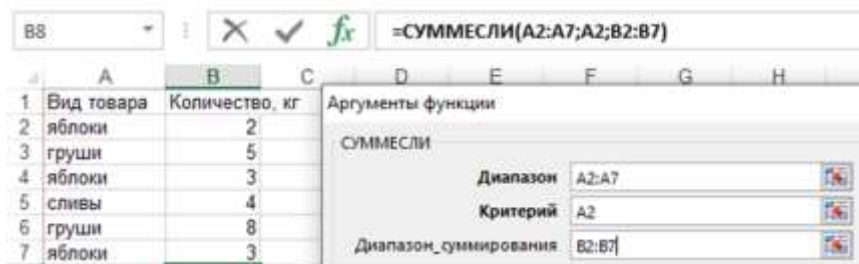 B8 fx =СУММЕСЛИ(A2:A7;A2;B2:B7)
A B C D E F G H
1 Вид товара Количество, кг
Аргументы функции
2 яблоки 2
СУММЕСЛИ
3 груши 5
Диапазон A2:A7
4 яблоки 3
Критерий A2
5 сливы 4
Диапазон_суммирования B2:B7
6 груши 8
7 яблоки 3